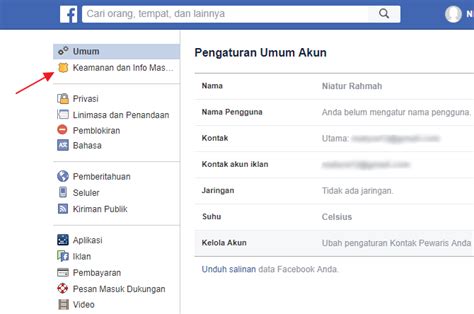 f
Cari orang, tempat, dan lainnya
Ni
Umum
Keamanan dan Info Mas...
Privasi
Linimasa dan Penandaan
Pemblokiran
Bahasa
Pemberitahuan
Seluler
Kiriman Publik
Aplikasi
Iklan
Pembayaran
Pesan Masuk Dukungan
Video
Pengaturan Umum Akun
Nama Niatur Rahmah
Nama Pengguna Anda belum mengatur nama pengguna.
Kontak Utama:
Kontak akun iklan
Jaringan Tidak ada jaringan.
Suhu Celsius
Kelola Akun Ubah pengaturan Kontak Pewaris Anda
Unduh salinan data Facebook Anda.